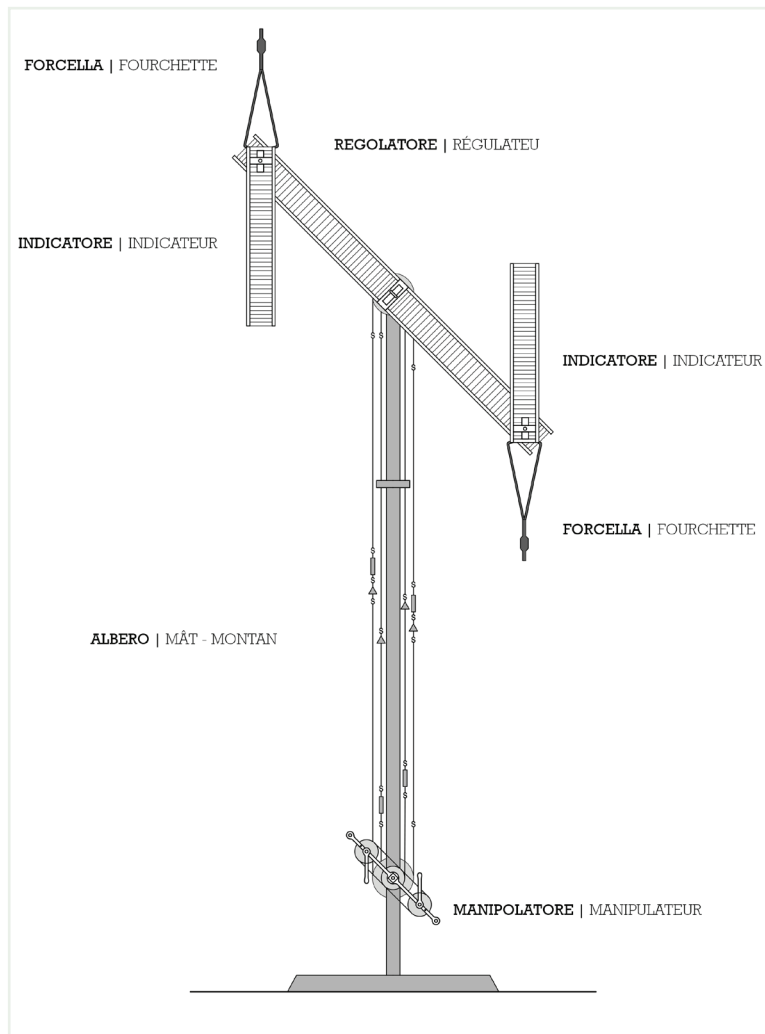 FORCELLA | FOURCHETTE
REGOLATORE | RÉGULATEU
INDICATORE | INDICATEUR
INDICATORE | INDICATEUR
FORCELLA | FOURCHETTE
ALBERO | MÂT - MONTAN
MANIPOLATORE | MANIPULATEUR